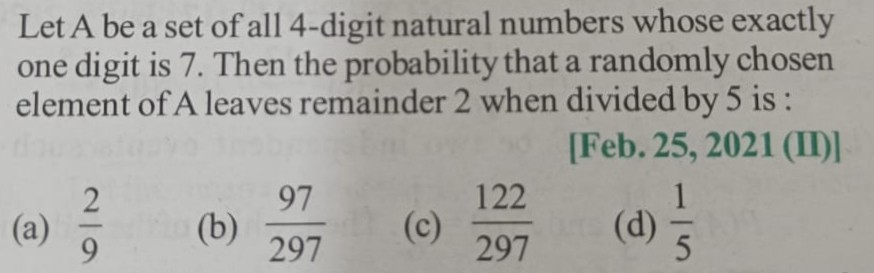 Let A be a set of all 4-digit natural numbers whose exactly
one digit is 7. Then the probability that a randomly chosen
element of A leaves remainder 2 when divided by 5 is :
[Feb. 25, 2021 (II)]
(a) 2/9 (b) 97/297 (c) 122/297 (d) 1/5